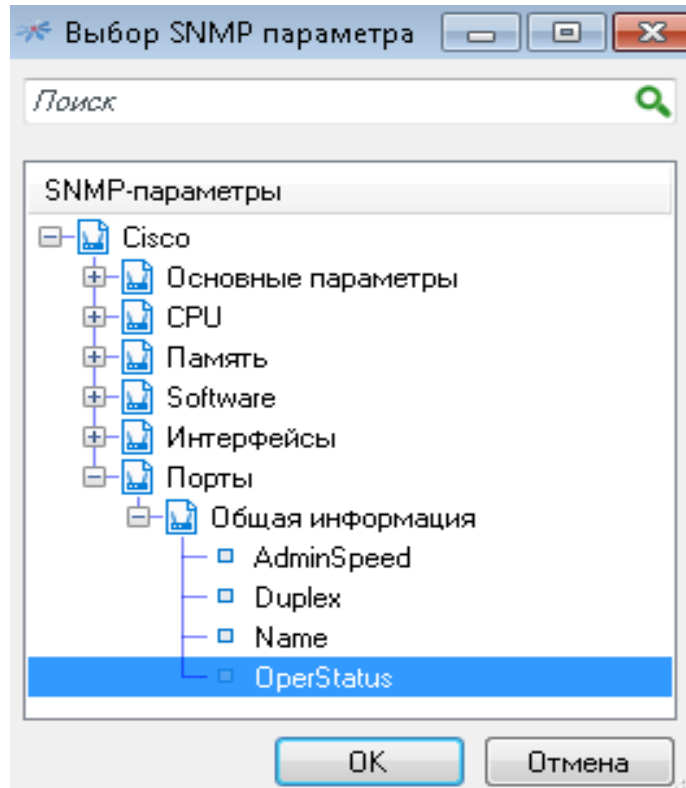 Выбор SNMP параметра
Поиск
SNMP-параметры
Cisco
Основные параметры
CPU
Память
Software
Интерфейсы
Порты
Общая информация
AdminSpeed
Duplex
Name
OperStatus
OK Отмена